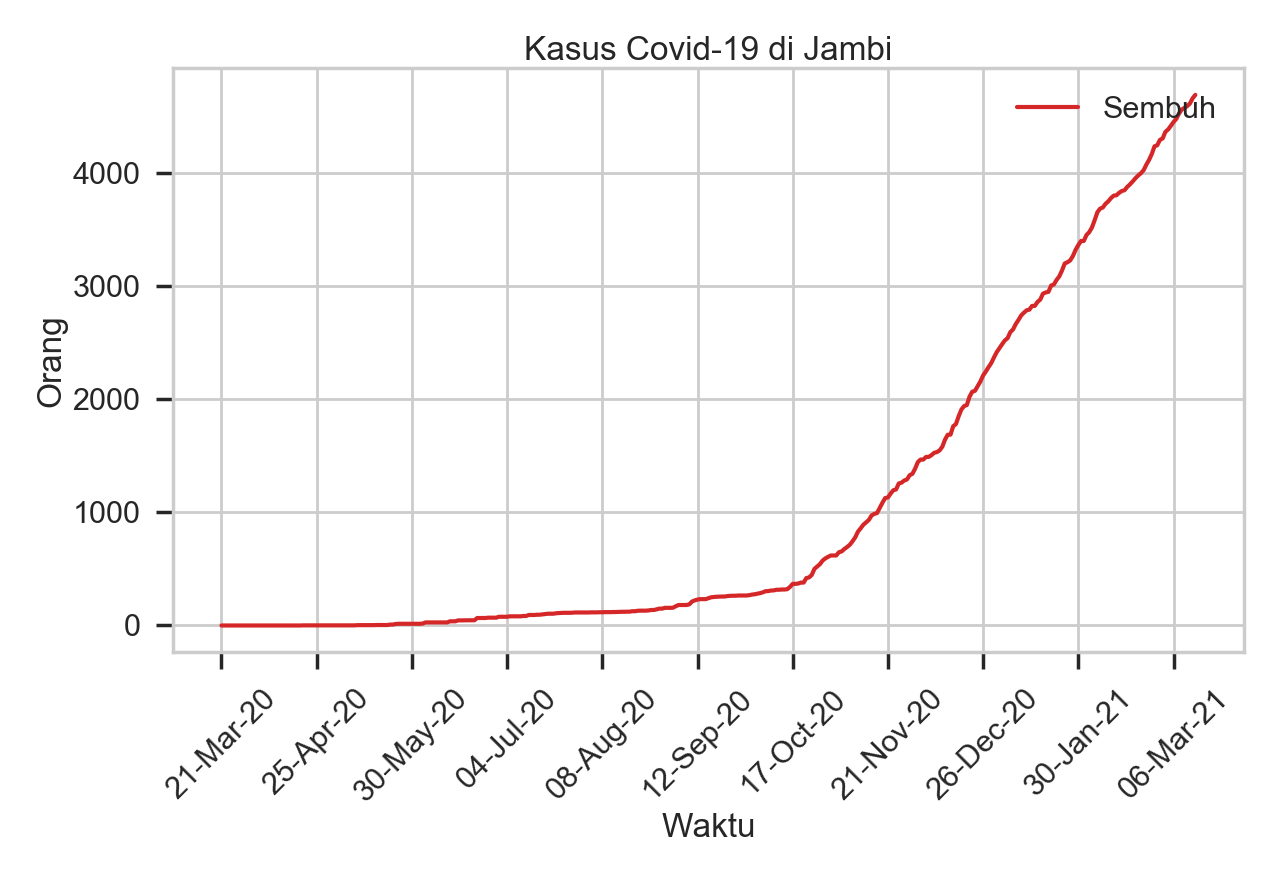 Kasus Covid-19 di Jambi
Sembuh
Orang
4000
3000
2000
1000
0
21-Mar-20
25-Apr-20
30-May-20
04-Jul-20
08-Aug-20
12-Sep-20
17-Oct-20
21-Nov-20
26-Dec-20
30-Jan-21
06-Mar-21
Waktu